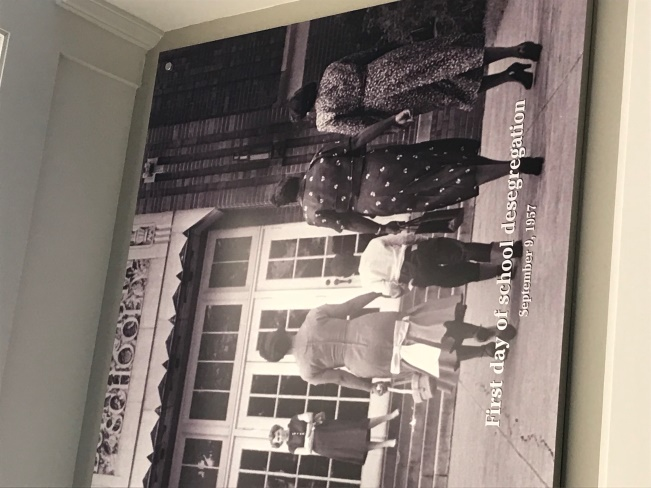 First day of school desegregation
september 9, 1957